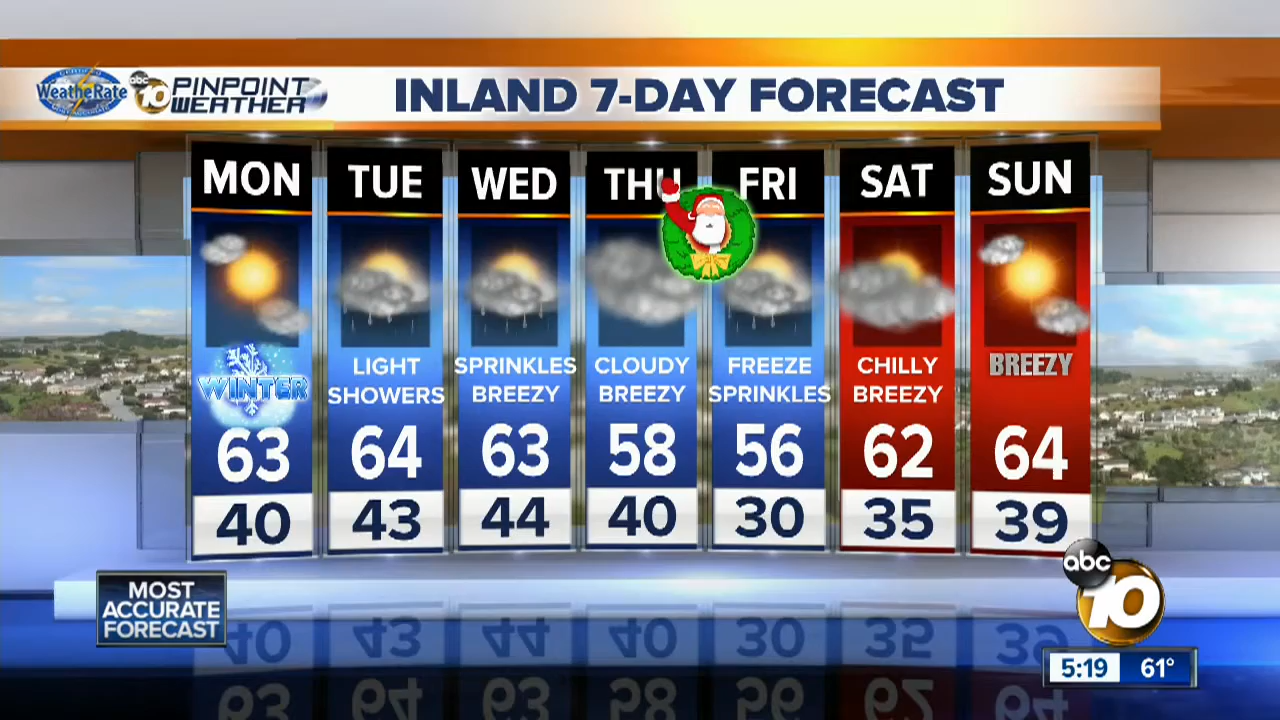 CERTIFIED
WeatheRate
abc
10
PINPOINT
WEATHER
INLAND 7-DAY FORECAST
MON
TUE
WED
THU
FRI
SAT
SUN
WINTER
LIGHT
SHOWERS
SPRINKLES
BREEZY
CLOUDY
BREEZY
FREEZE
SPRINKLES
CHILLY
BREEZY
BREEZY
63
64
63
58
56
62
64
40
43
44
40
30
35
39
MOST
ACCURATE
FORECAST
abc
10
5:19 61°